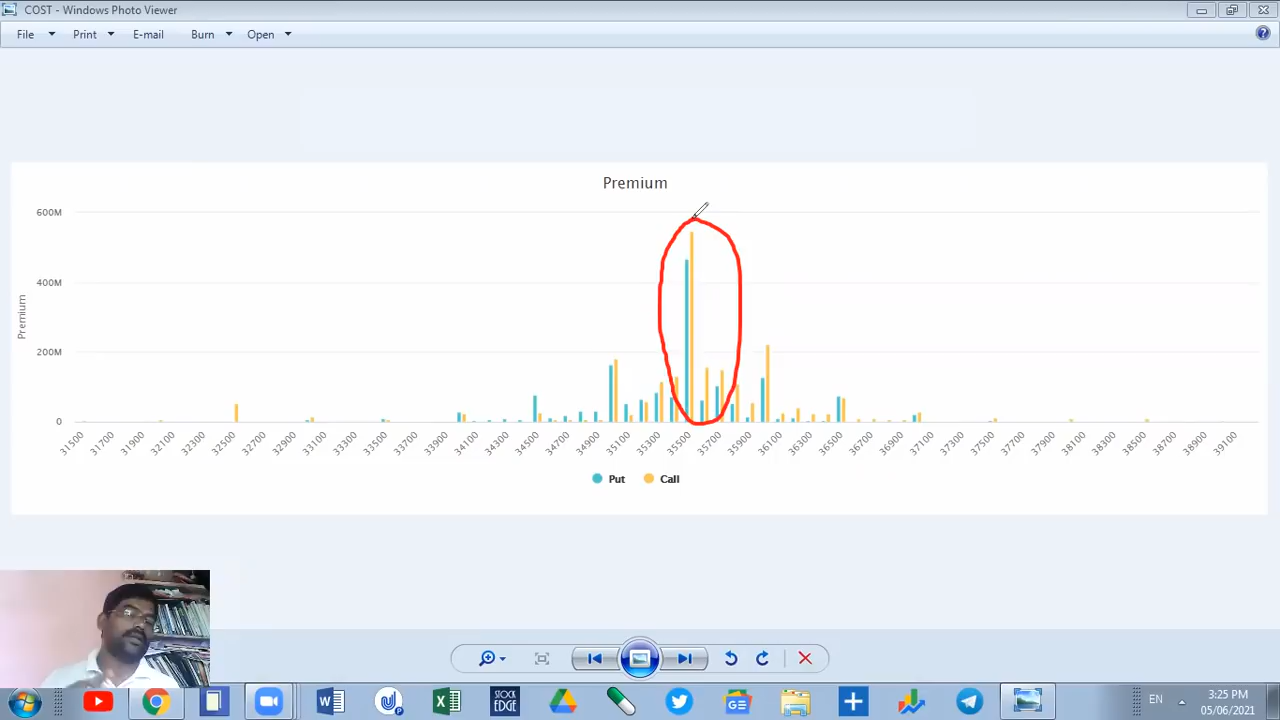 COST - Windows Photo Viewer
File Print E-mail Burn Open
Premium
600M
400M
200M
0
Premium
31500 31700 31900 32100 32300 32500 32700 32900 33100 33300 33500 33700 33900 34100 34300 34500 34700 34900 35100 35300 35500 35700 35900 36100 36300 36500 36700 36900 37100 37300 37500 37700 37900 38100 38300 38500 38700 38900 39100
Put Call
W
STOCK
EDGE
EN
3:25 PM
05/06/2021